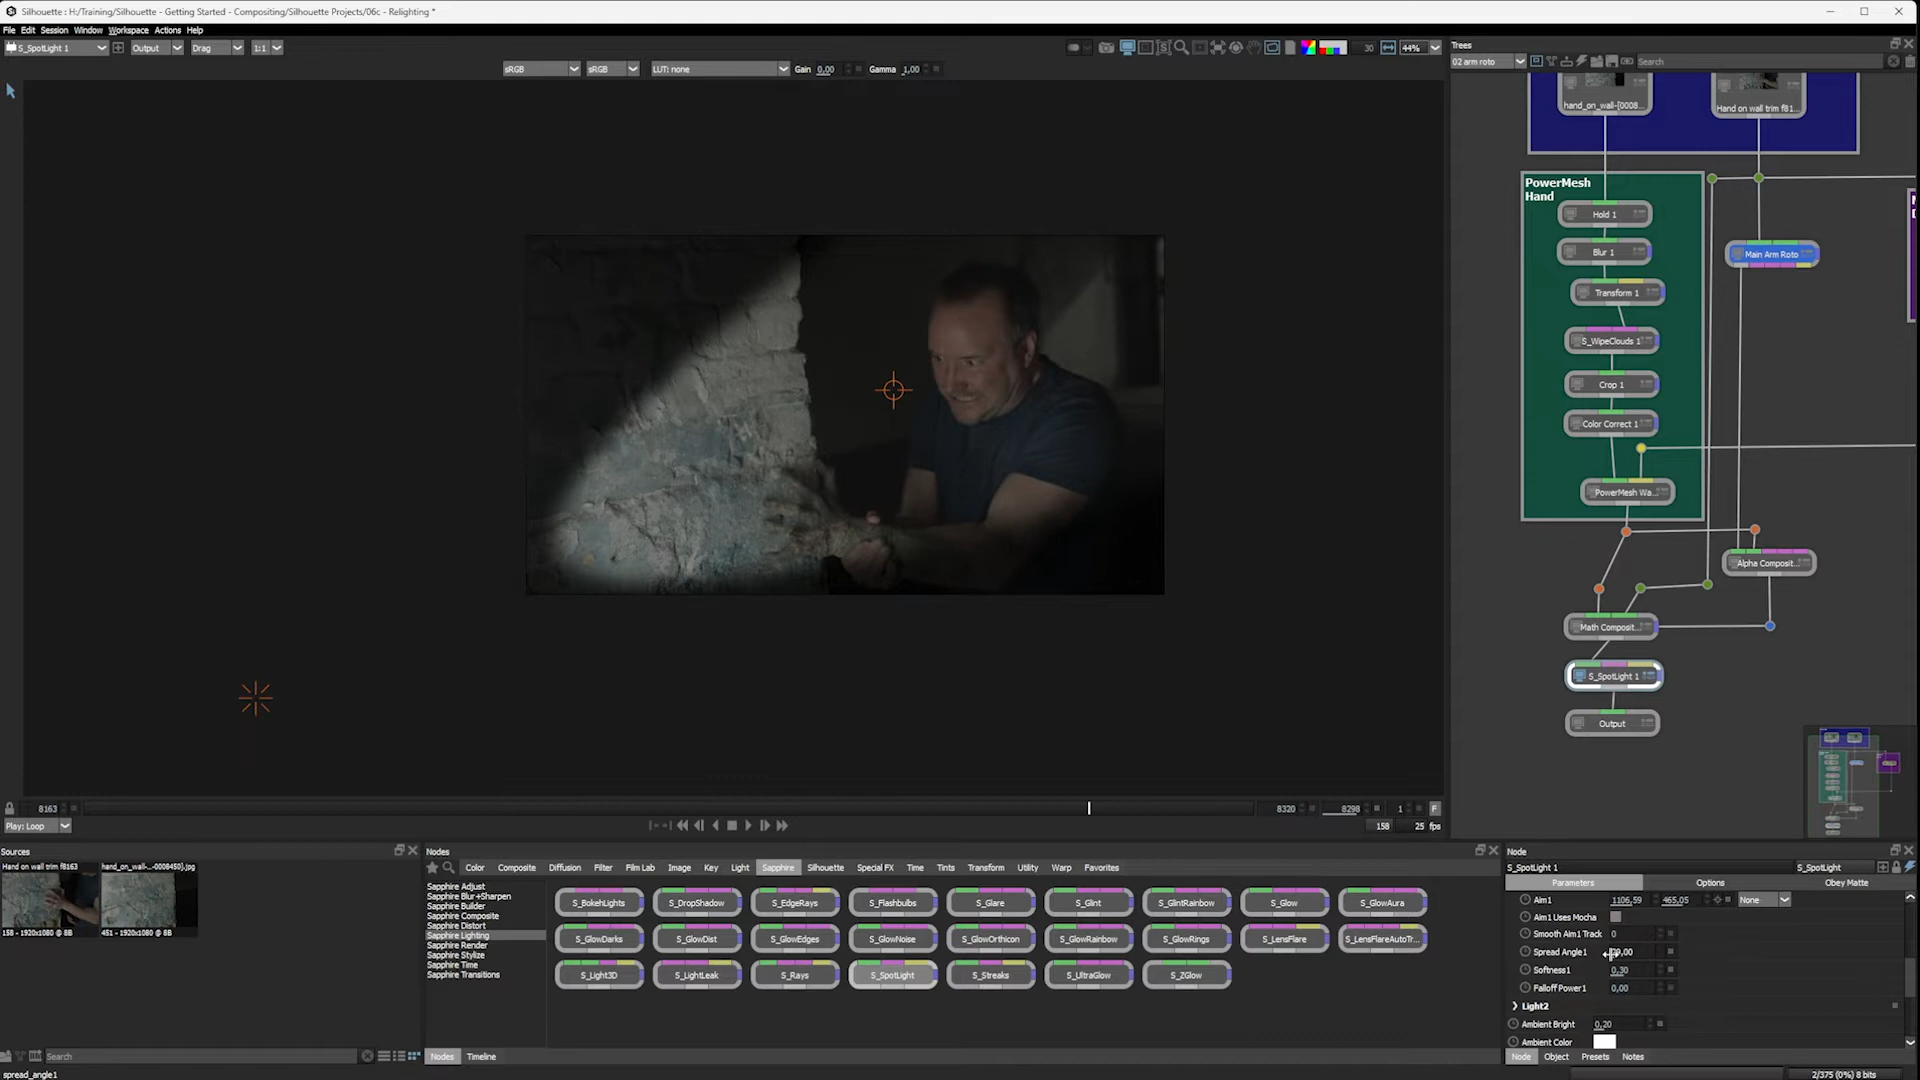 Silhouette : H:/Training/Silhouette - Getting Started - Compositing/Silhouette Projects/06c - Relighting *
File Edit Session Window Workspace Actions Help
S_SpotLight 1 Output Drag 1:1 30 44%
sRGB sRGB LUT: none Gain 0,00 Gamma 1,00
Trees
02 arm roto Search
hand_on_wall-[0008... Hand on wall trim f81...
PowerMesh
Hand
Hold 1
Blur 1
Main Arm Roto
Transform 1
S_WipeClouds 1
Crop 1
Color Correct 1
PowerMesh Wa...
Alpha Composit...
Math Composit...
S_SpotLight 1
Output
8163 8320 8298 1 F
Play: Loop 158 25 fps
Sources
Hand on wall trim f8163 hand_on_wall-...-0008450].jpg
158 - 1920x1080 @ 8B 451 - 1920x1080 @ 8B
Search
spread_angle1
Nodes
Color Composite Diffusion Filter Film Lab Image Key Light Sapphire Silhouette Special FX Time Tints Transform Utility Warp Favorites
Sapphire Adjust
Sapphire Blur+Sharpen
Sapphire Builder
Sapphire Composite
Sapphire Distort
Sapphire Lighting
Sapphire Render
Sapphire Stylize
Sapphire Time
Sapphire Transitions
S_BokehLights S_DropShadow S_EdgeRays S_Flashbulbs S_Glare S_Glint S_GlintRainbow S_Glow S_GlowAura
S_GlowDarks S_GlowDist S_GlowEdges S_GlowNoise S_GlowOrthicon S_GlowRainbow S_GlowRings S_LensFlare S_LensFlareAutoTr...
S_Light3D S_LightLeak S_Rays S_SpotLight S_Streaks S_UltraGlow S_ZGlow
Nodes Timeline
Node
S_SpotLight 1 S_SpotLight
Parameters Options Obey Matte
Aim1 1106,59 465,05 None
Aim1 Uses Mocha
Smooth Aim1 Track 0
Spread Angle1
Softness1 0,30
Falloff Power1 0,00
Light2
Ambient Bright 0,20
Ambient Color
Node Object Presets Notes
2/375 (0%) 8 bits